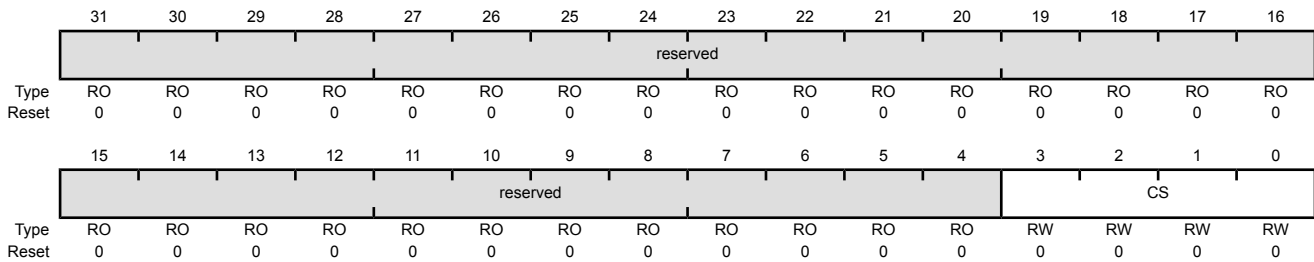 31 30 29 28 27 26 25 24 23 22 21 20 19 18 17 16
reserved
Type RO RO RO RO RO RO RO RO RO RO RO RO RO RO RO RO
Reset 0 0 0 0 0 0 0 0 0 0 0 0 0 0 0 0
15 14 13 12 11 10 9 8 7 6 5 4 3 2 1 0
reserved CS
Type RO RO RO RO RO RO RO RO RO RO RO RO RW RW RW RW
Reset 0 0 0 0 0 0 0 0 0 0 0 0 0 0 0 0